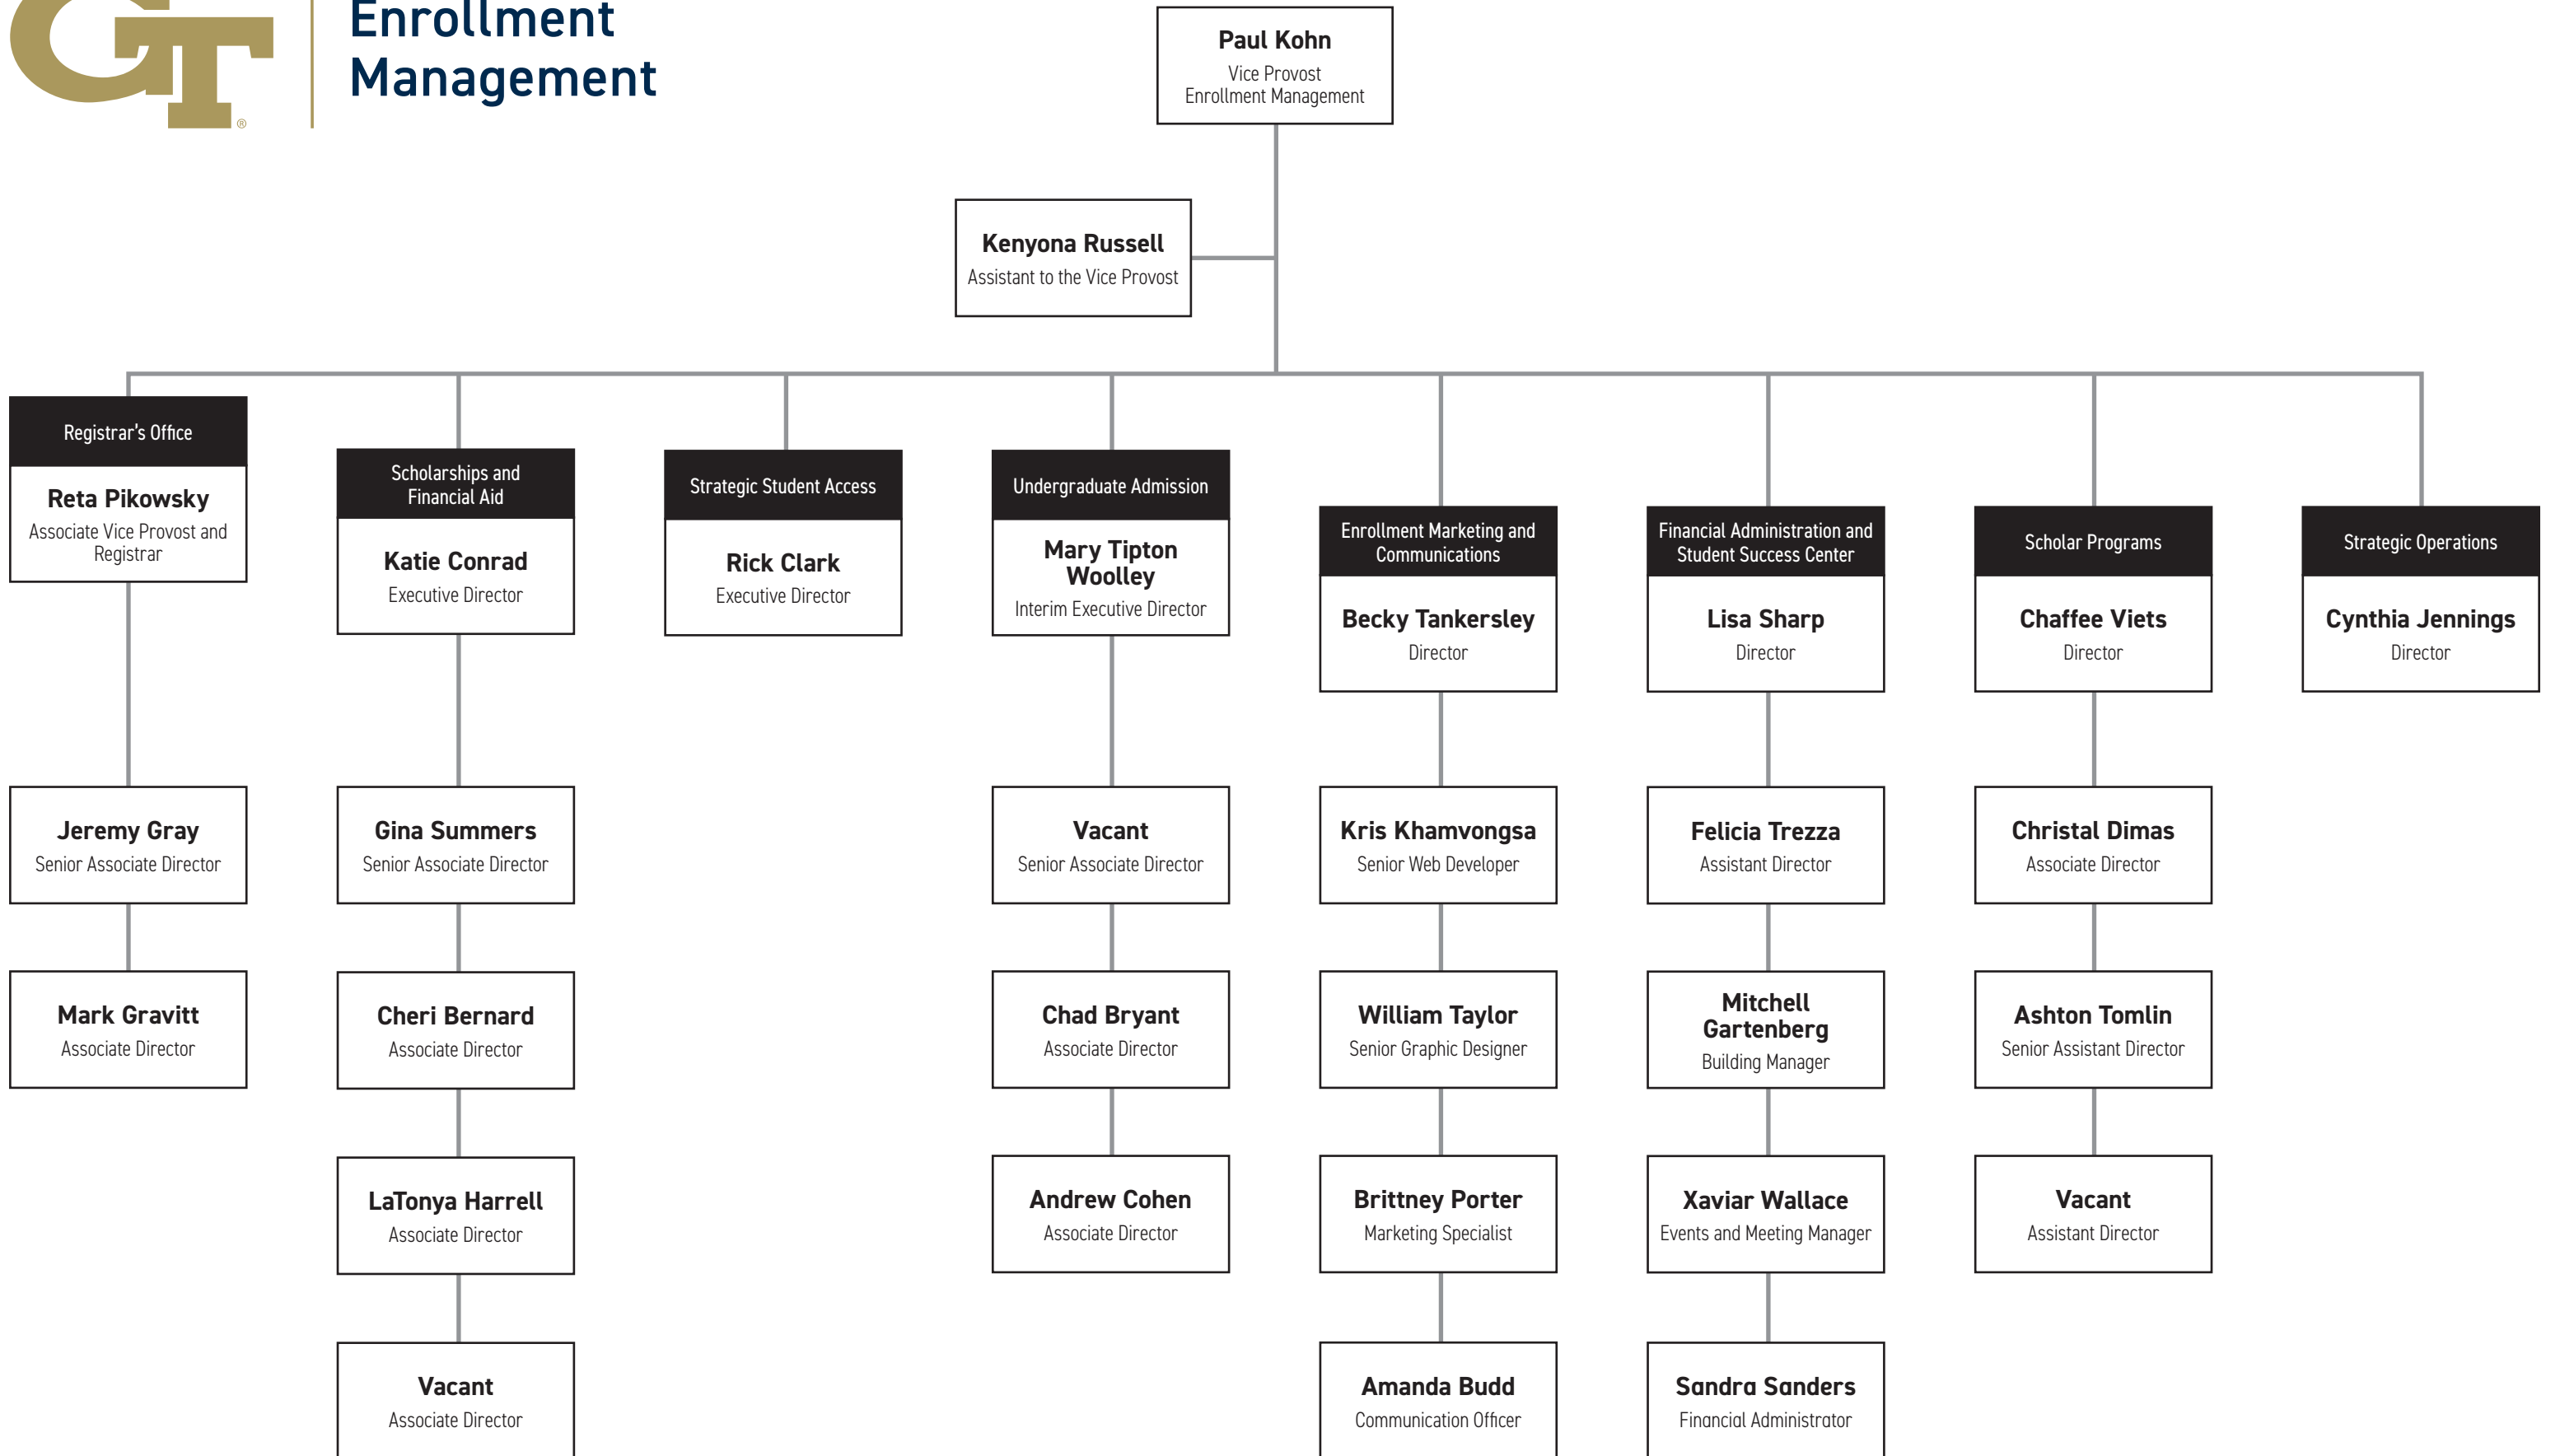 GT
®
Enrollment
Management
Paul Kohn
Vice Provost
Enrollment Management
Kenyona Russell
Assistant to the Vice Provost
Registrar's Office
Reta Pikowsky
Associate Vice Provost and
Registrar
Jeremy Gray
Senior Associate Director
Mark Gravitt
Associate Director
Scholarships and
Financial Aid
Katie Conrad
Executive Director
Gina Summers
Senior Associate Director
Cheri Bernard
Associate Director
LaTonya Harrell
Associate Director
Vacant
Associate Director
Strategic Student Access
Rick Clark
Executive Director
Undergraduate Admission
Mary Tipton
Woolley
Interim Executive Director
Vacant
Senior Associate Director
Chad Bryant
Associate Director
Andrew Cohen
Associate Director
Enrollment Marketing and
Communications
Becky Tankersley
Director
Kris Khamvongsa
Senior Web Developer
William Taylor
Senior Graphic Designer
Brittney Porter
Marketing Specialist
Amanda Budd
Communication Officer
Financial Administration and
Student Success Center
Lisa Sharp
Director
Felicia Trezza
Assistant Director
Mitchell
Gartenberg
Building Manager
Xaviar Wallace
Events and Meeting Manager
Sandra Sanders
Financial Administrator
Scholar Programs
Chaffee Viets
Director
Christal Dimas
Associate Director
Ashton Tomlin
Senior Assistant Director
Vacant
Assistant Director
Strategic Operations
Cynthia Jennings
Director